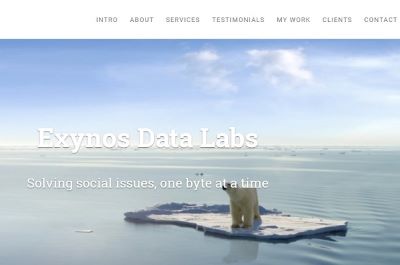 INTRO ABOUT SERVICES TESTIMONIALS MY WORK CLIENTS CONTACT
Exynos Data Labs
Solving social issues, one byte at a time